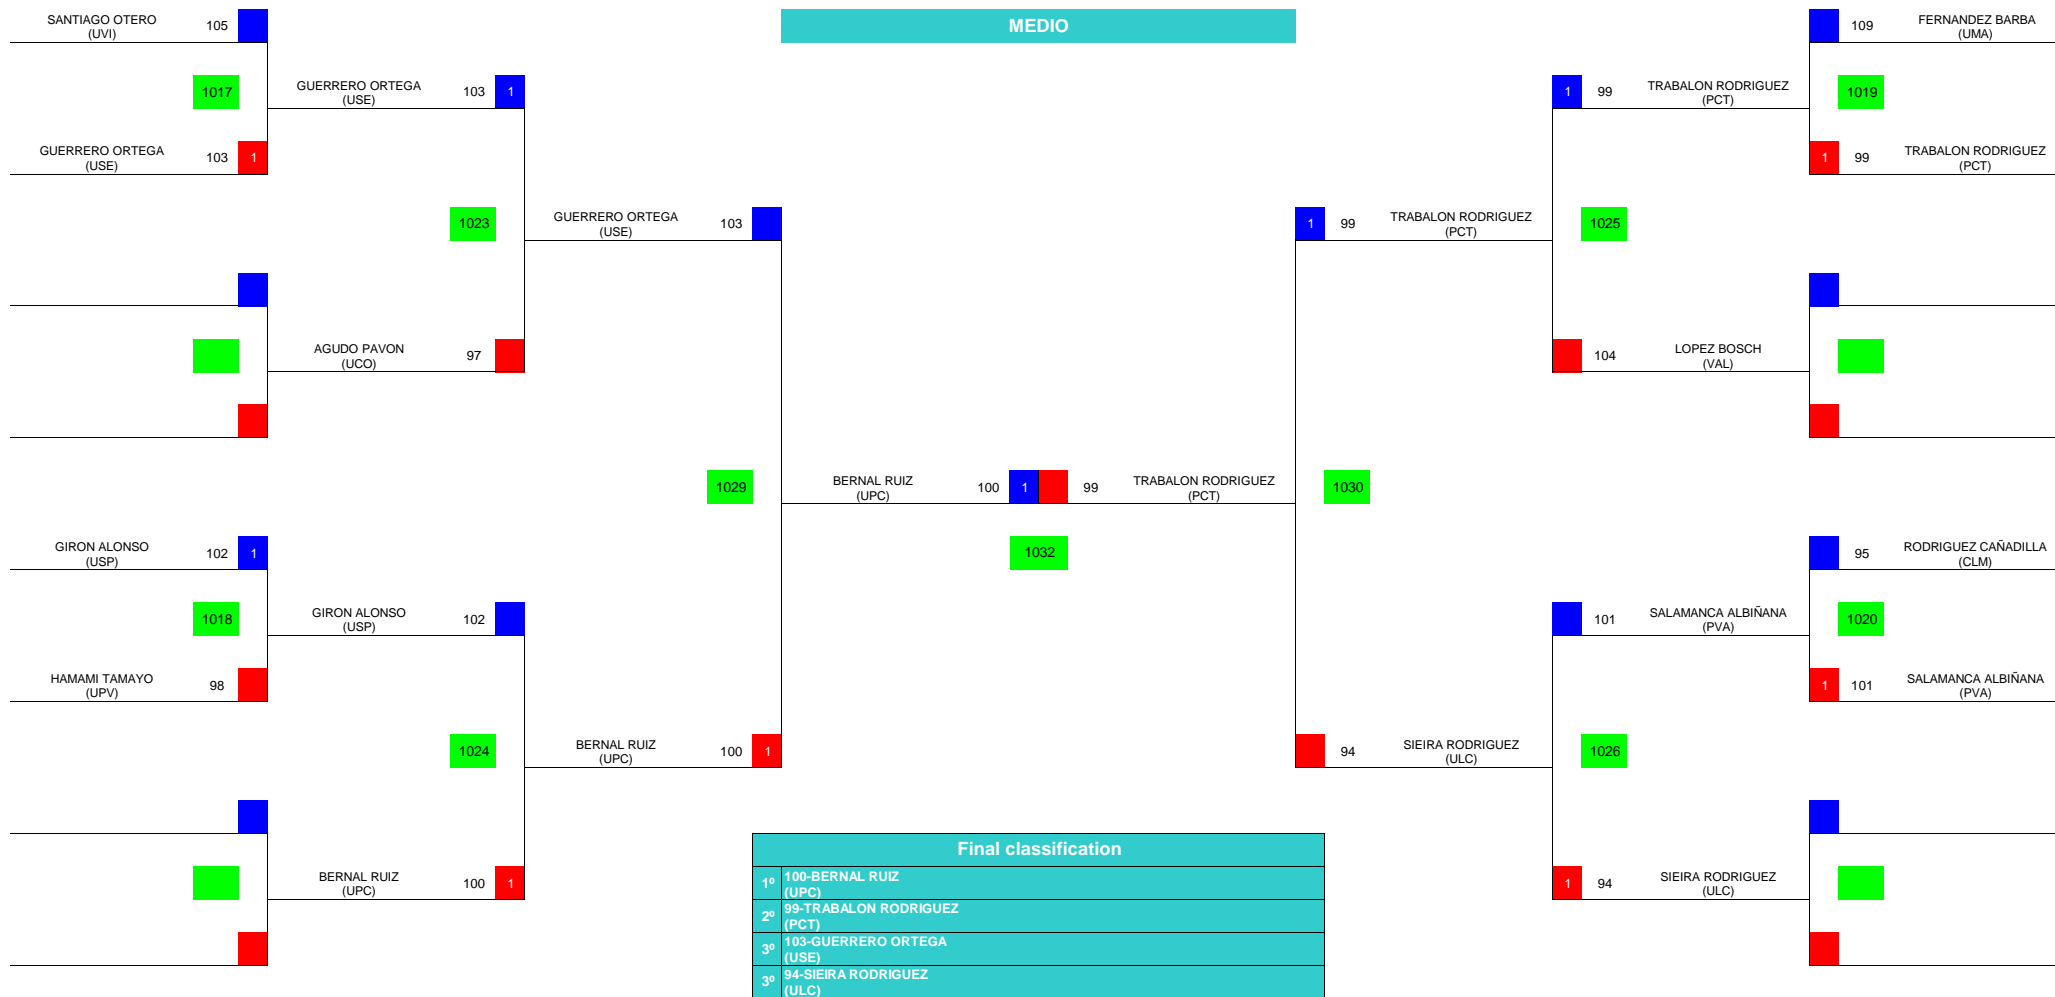 MEDIO
SANTIAGO OTERO
(UVI)
105
1017
GUERRERO ORTEGA
(USE)
103
1
GUERRERO ORTEGA
(USE)
103
1
1023
AGUDO PAVON
(UCO)
97
GUERRERO ORTEGA
(USE)
103
1029
GIRON ALONSO
(USP)
102
1
1018
HAMAMI TAMAYO
(UPV)
98
GIRON ALONSO
(USP)
102
1024
BERNAL RUIZ
(UPC)
100
1
BERNAL RUIZ
(UPC)
100
1
BERNAL RUIZ
(UPC)
100
1
99
TRABALON RODRIGUEZ
(PCT)
1032
1
99
TRABALON RODRIGUEZ
(PCT)
1030
94
SIEIRA RODRIGUEZ
(ULC)
1
99
TRABALON RODRIGUEZ
(PCT)
1025
104
LOPEZ BOSCH
(VAL)
109
FERNANDEZ BARBA
(UMA)
1019
1
99
TRABALON RODRIGUEZ
(PCT)
101
SALAMANCA ALBIÑANA
(PVA)
1026
1
94
SIEIRA RODRIGUEZ
(ULC)
95
RODRIGUEZ CAÑADILLA
(CLM)
1020
1
101
SALAMANCA ALBIÑANA
(PVA)
Final classification
1º 100-BERNAL RUIZ
(UPC)
2º 99-TRABALON RODRIGUEZ
(PCT)
3º 103-GUERRERO ORTEGA
(USE)
3º 94-SIEIRA RODRIGUEZ
(ULC)